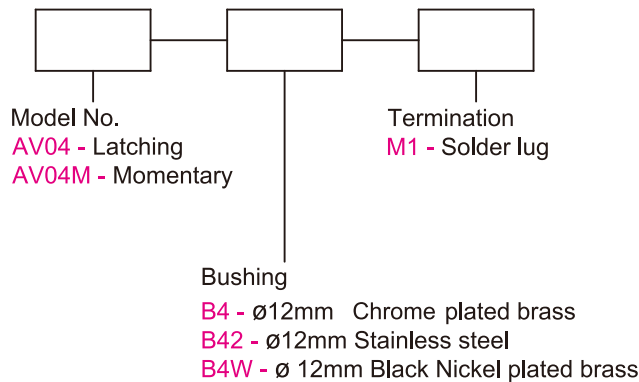 Model No.
AV04 - Latching
AV04M - Momentary
Termination
M1 - Solder lug
Bushing
B4 - ø12mm Chrome plated brass
B42 - ø12mm Stainless steel
B4W - ø 12mm Black Nickel plated brass